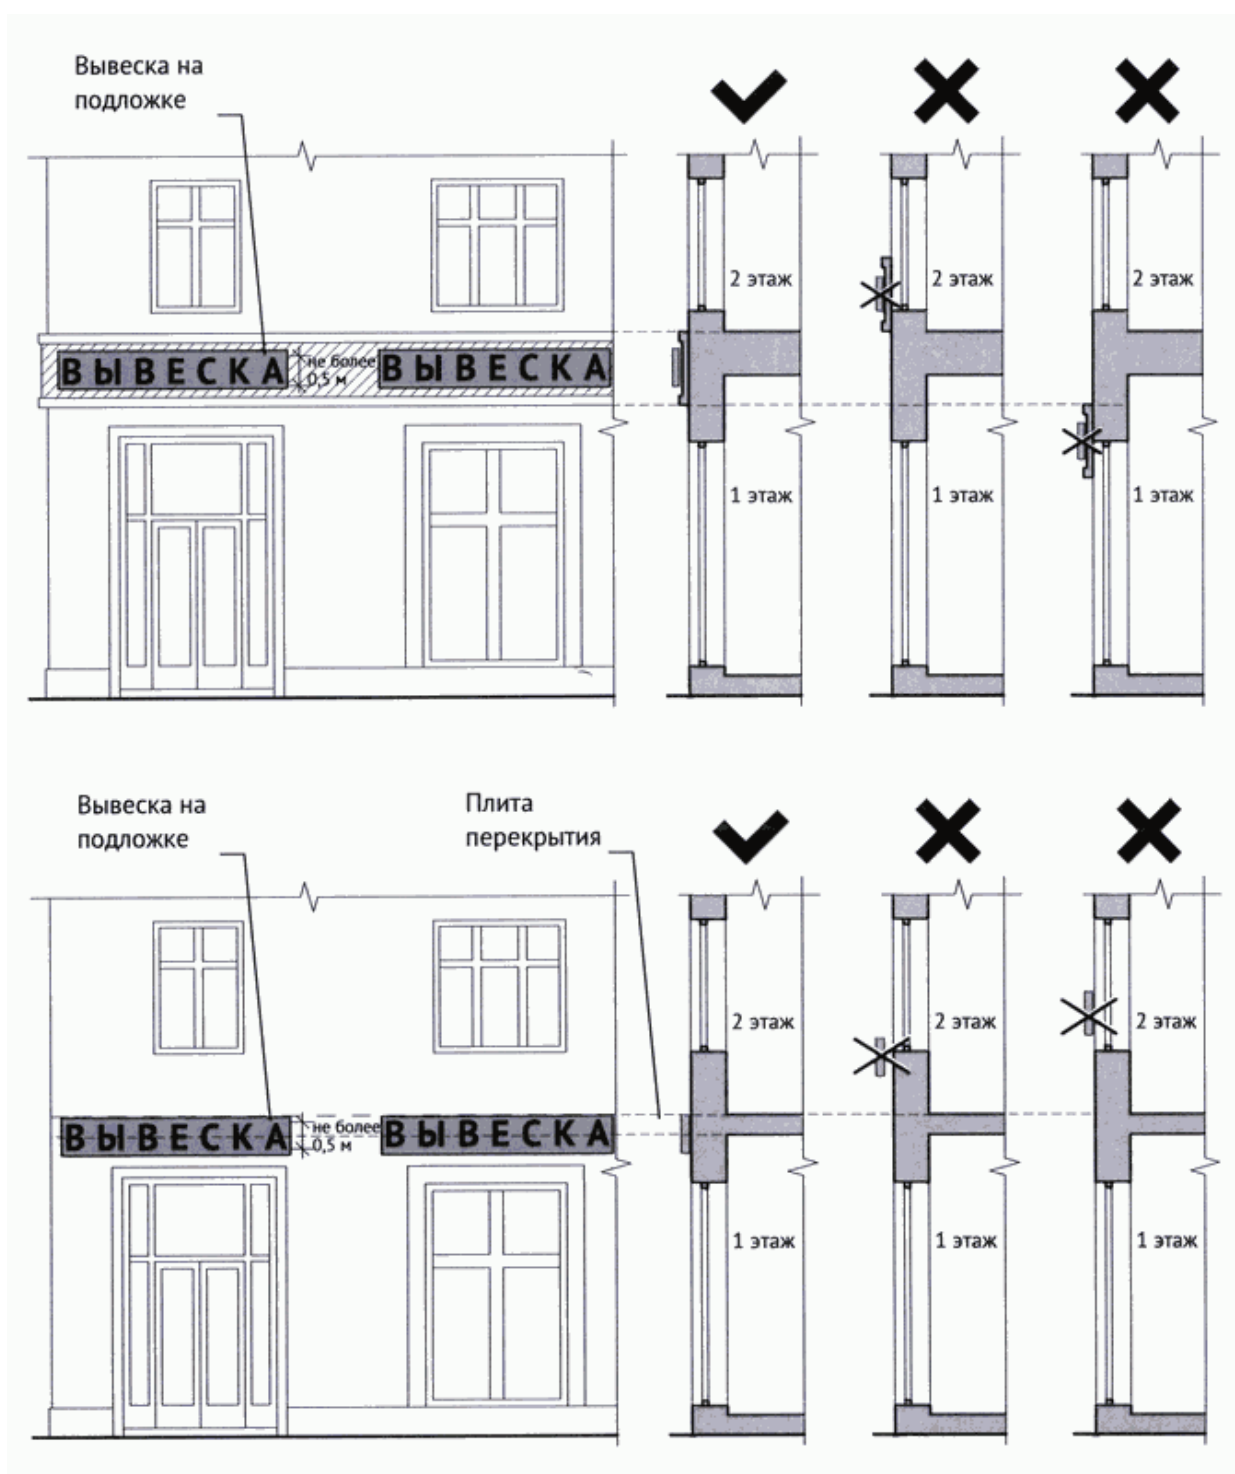 Вывеска на
подложке
2 этаж
2 этаж
2 этаж
ВЫВЕСКА
не более
0,5 м
ВЫВЕСКА
1 этаж
1 этаж
1 этаж
Вывеска на
подложке
Плита
перекрытия
2 этаж
2 этаж
2 этаж
ВЫВЕСКА
не более
0,5 м
ВЫВЕСКА
1 этаж
1 этаж
1 этаж